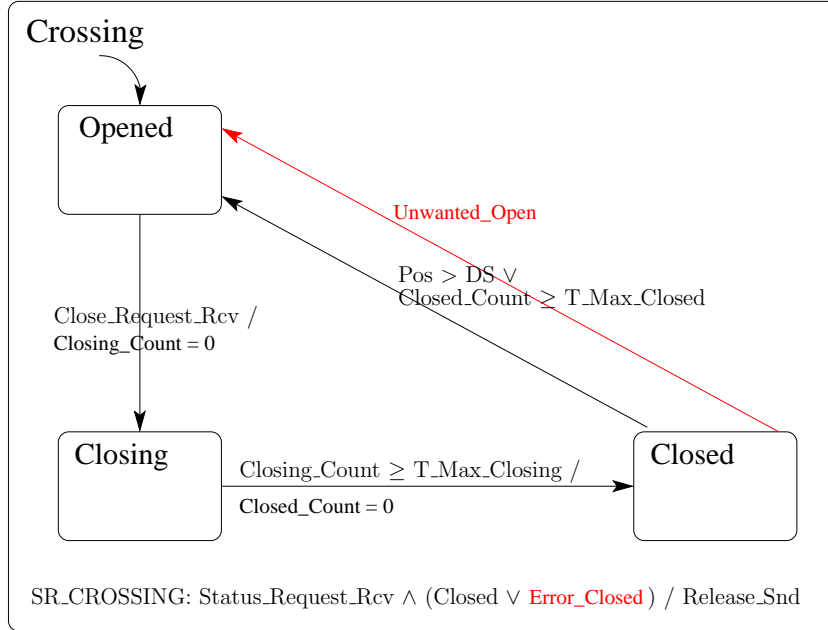 Crossing
Opened
Unwanted_Open
Pos > DS ∨
Closed_Count ≥ T_Max_Closed
Close_Request_Rcv /
Closing_Count = 0
Closing
Closing_Count ≥ T_Max_Closing /
Closed_Count = 0
Closed
SR_CROSSING: Status_Request_Rcv ∧ (Closed ∨ Error_Closed ) / Release_Snd